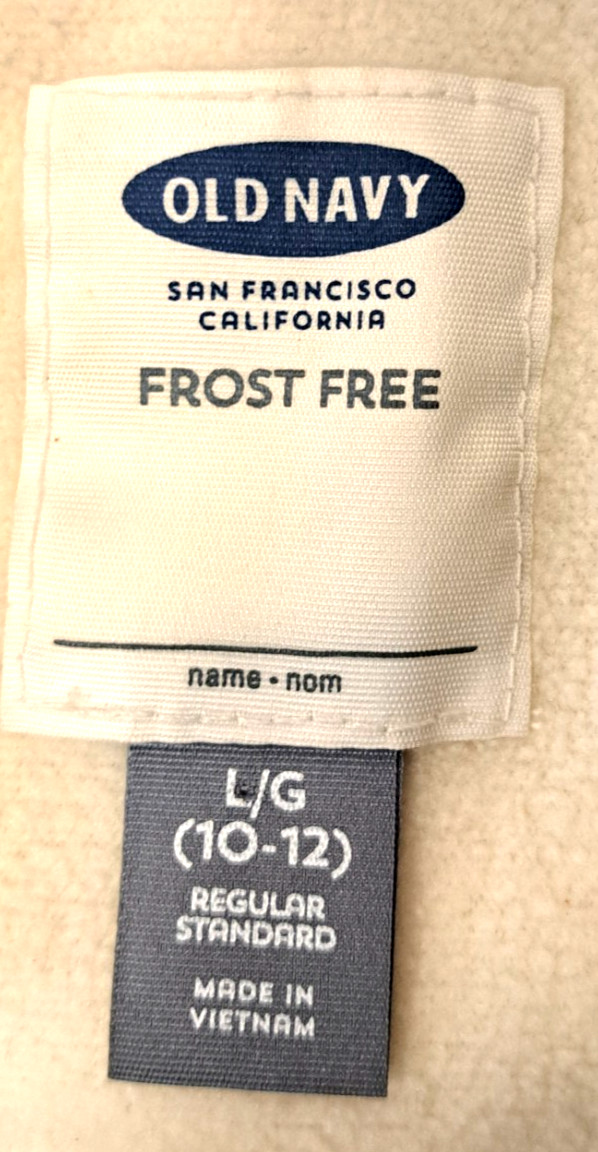 OLD NAVY
SAN FRANCISCO
CALIFORNIA
FROST FREE
name • nom
L/G
(10-12)
REGULAR
STANDARD
MADE IN
VIETNAM